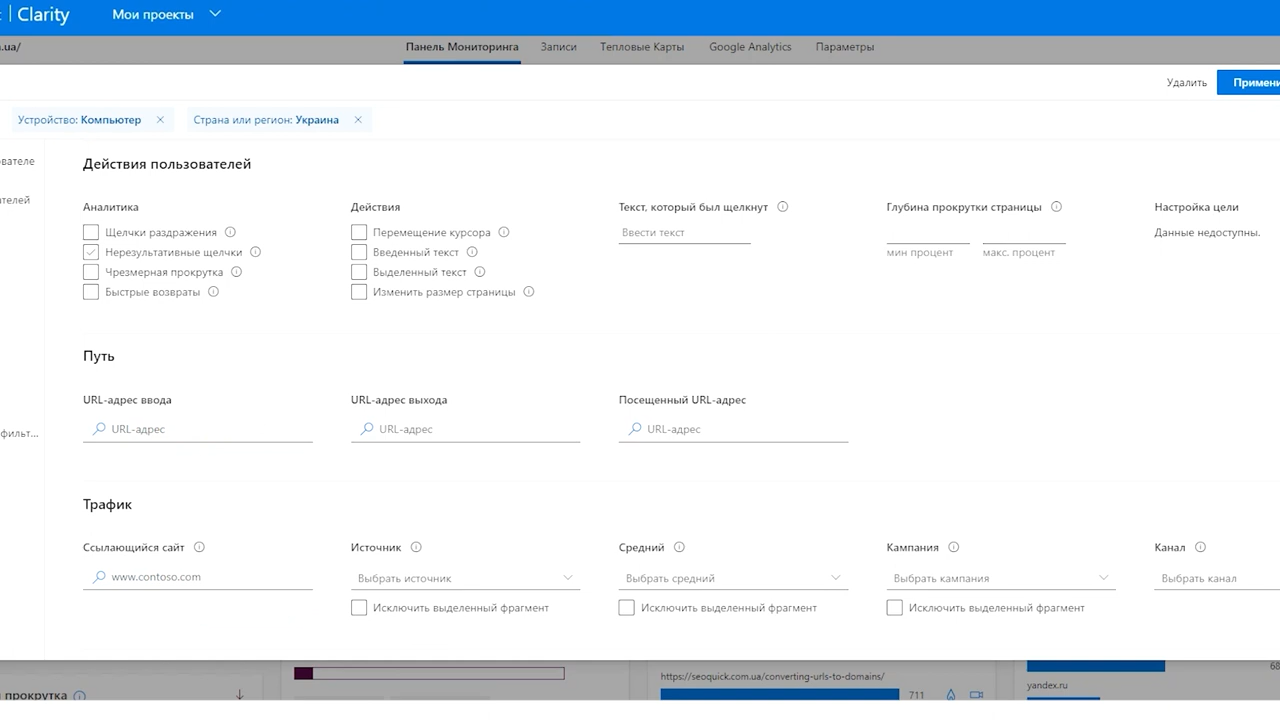 Clarity Мои проекты
.ua/ Панель Мониторинга Записи Тепловые Карты Google Analytics Параметры
Удалить Примени
Устройство: Компьютер Страна или регион: Украина
Действия пользователей
Аналитика Действия Текст, который был щелкнут Глубина прокрутки страницы Настройка цели
Щелчки раздражения Перемещение курсора Ввести текст Данные недоступны.
Нерезультативные щелчки Введенный текст мин процент макс. процент
Чрезмерная прокрутка Выделенный текст
Быстрые возвраты Изменить размер страницы
Путь
URL-адрес ввода URL-адрес выхода Посещенный URL-адрес
URL-адрес URL-адрес URL-адрес
Трафик
Ссылающийся сайт Источник Средний Кампания Канал
www.contoso.com Выбрать источник Выбрать средний Выбрать кампания Выбрать канал
Исключить выделенный фрагмент Исключить выделенный фрагмент Исключить выделенный фрагмент
вателе
ателей
фильт...
https://seoquick.com.ua/converting-urls-to-domains/ 68
прокрутка 711 yandex.ru